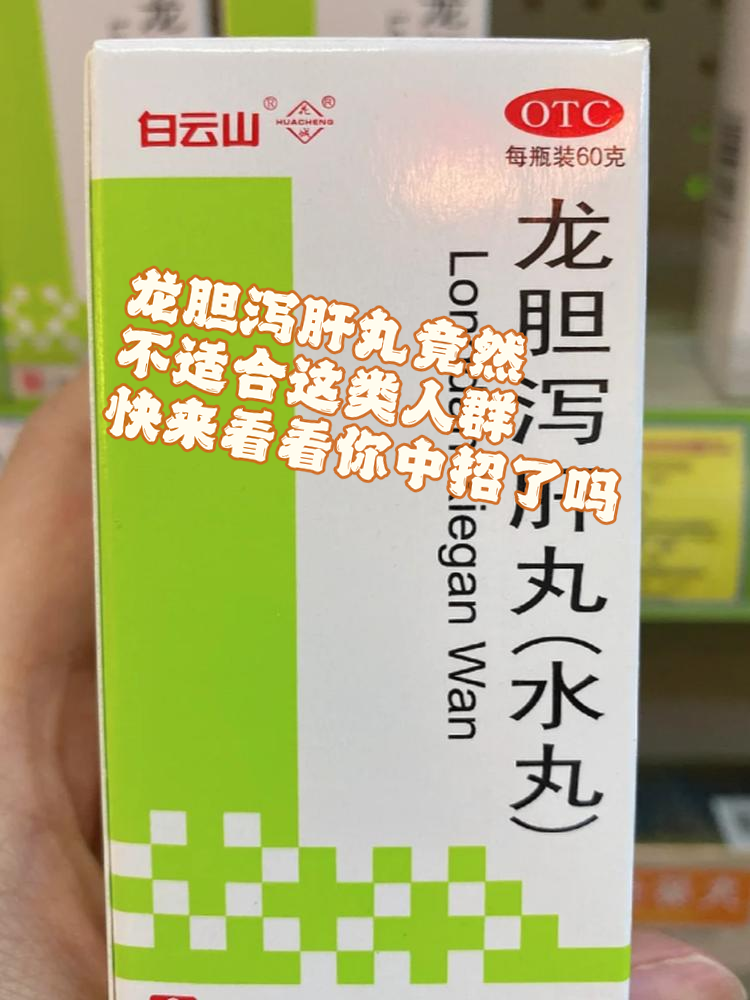 白云山® HUACHENG®
花城
OTC
每瓶装60克
龙胆泻肝丸(水丸)
龙胆泻肝丸竟然
不适合这类人群
快来看看你中招了吗